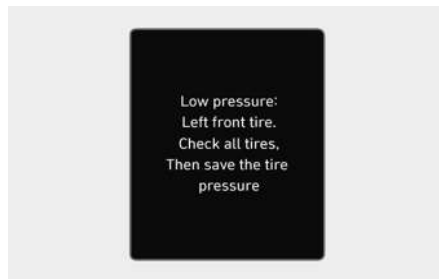 Low pressure:
Left front tire.
Check all tires,
Then save the tire
pressure